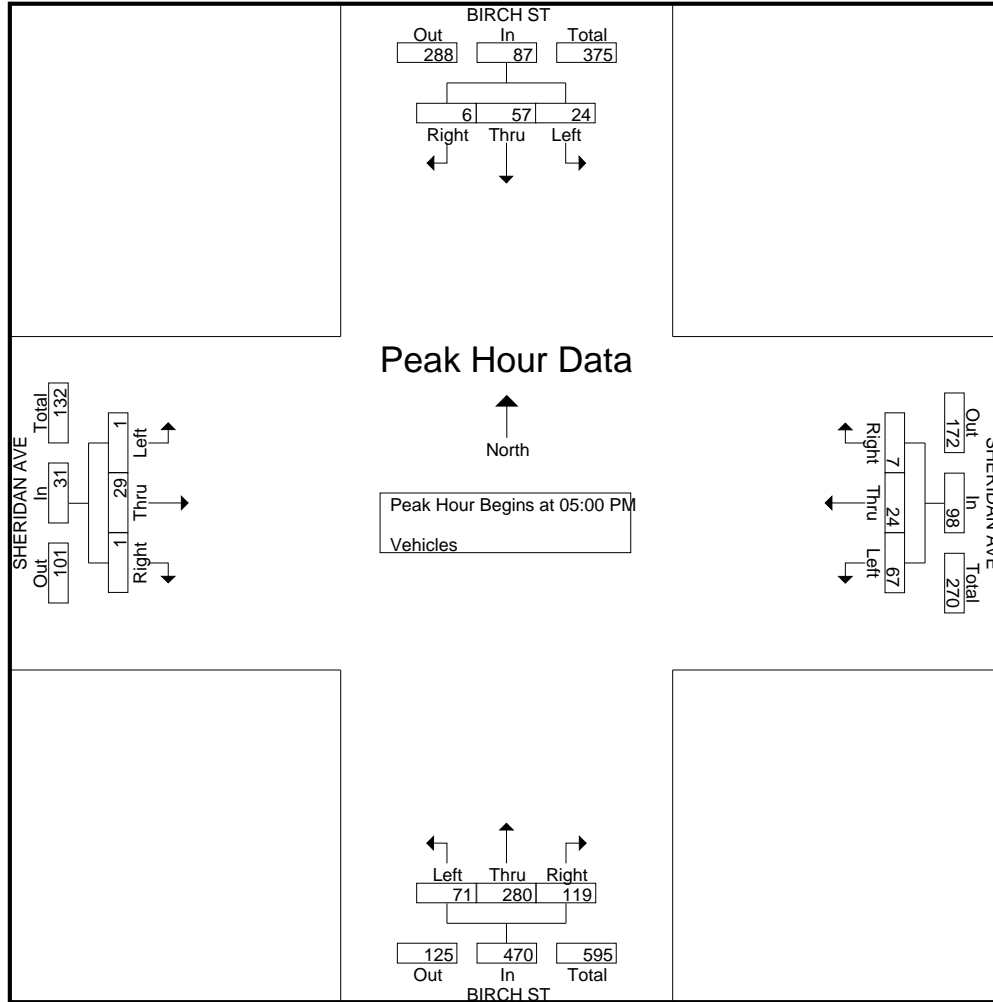 BIRCH ST
Out In Total
288 87 375
6 57 24
Right Thru Left
Peak Hour Data
North
Peak Hour Begins at 05:00 PM
Vehicles
SHERIDAN AVE
Out In Total
101 31 132
1 29 1
Right Thru Left
SHERIDAN AVE
Out In Total
172 98 270
7 24 67
Right Thru Left
Left Thru Right
71 280 119
125 470 595
Out In Total
BIRCH ST